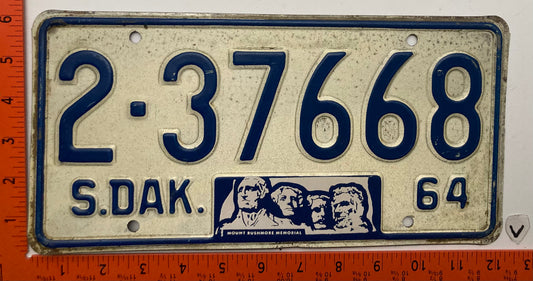 2·37668
S.DAK. 64
MOUNT RUSHMORE MEMORIAL
V